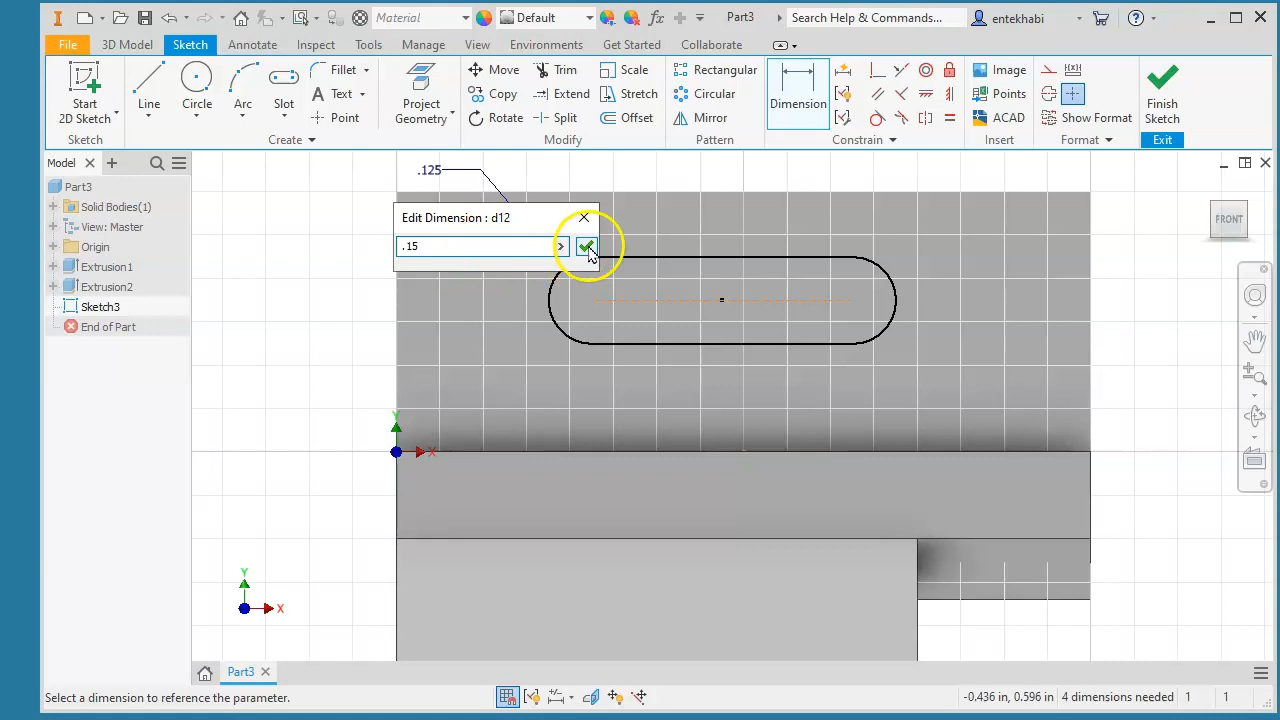 I PRO
Material
Default
fx
Part3
Search Help & Commands...
entekhabi
File
3D Model
Sketch
Annotate
Inspect
Tools
Manage
View
Environments
Get Started
Collaborate
Start
2D Sketch
Line
Circle
Arc
Slot
Fillet
Text
Point
Project
Geometry
Move
Copy
Rotate
Trim
Extend
Split
Scale
Stretch
Offset
Rectangular
Circular
Mirror
Dimension
Image
Points
ACAD
Show Format
Finish
Sketch
Sketch
Create
Modify
Pattern
Constrain
Insert
Format
Exit
Model
Part3
Solid Bodies(1)
View: Master
Origin
Extrusion1
Extrusion2
Sketch3
End of Part
.125
Edit Dimension : d12
.15
FRONT
Y
X
Y
X
Part3
Select a dimension to reference the parameter.
-0.436 in, 0.596 in
4 dimensions needed
1
1